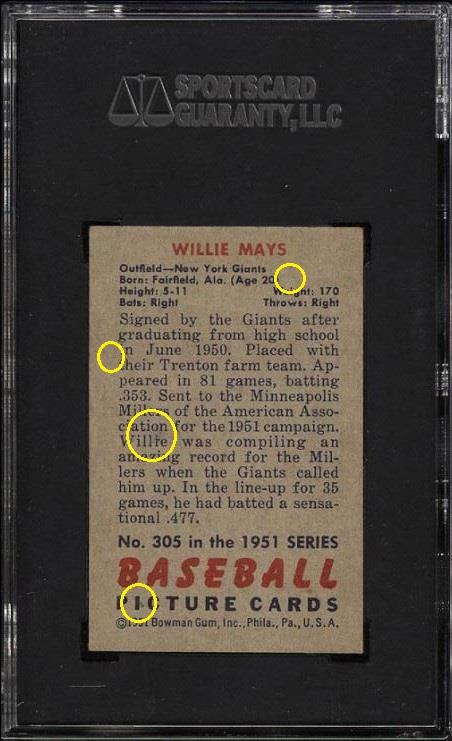 SPORTSCARD
GUARANTY, LLC
WILLIE MAYS
Outfield—New York Giants
Born: Fairfield, Ala. (Age 20)
Height: 5-11 Weight: 170
Bats: Right Throws: Right
Signed by the Giants after
graduating from high school
in June 1950. Placed with
their Trenton farm team. Ap-
peared in 81 games, batting
.353. Sent to the Minneapolis
Millers of the American Asso-
ciation for the 1951 campaign.
Willie was compiling an
amazing record for the Mil-
lers when the Giants called
him up. In the line-up for 35
games, he had batted a sensa-
tional .477.
No. 305 in the 1951 SERIES
BASEBALL
PICTURE CARDS
©1951 Bowman Gum, Inc., Phila., Pa., U.S.A.